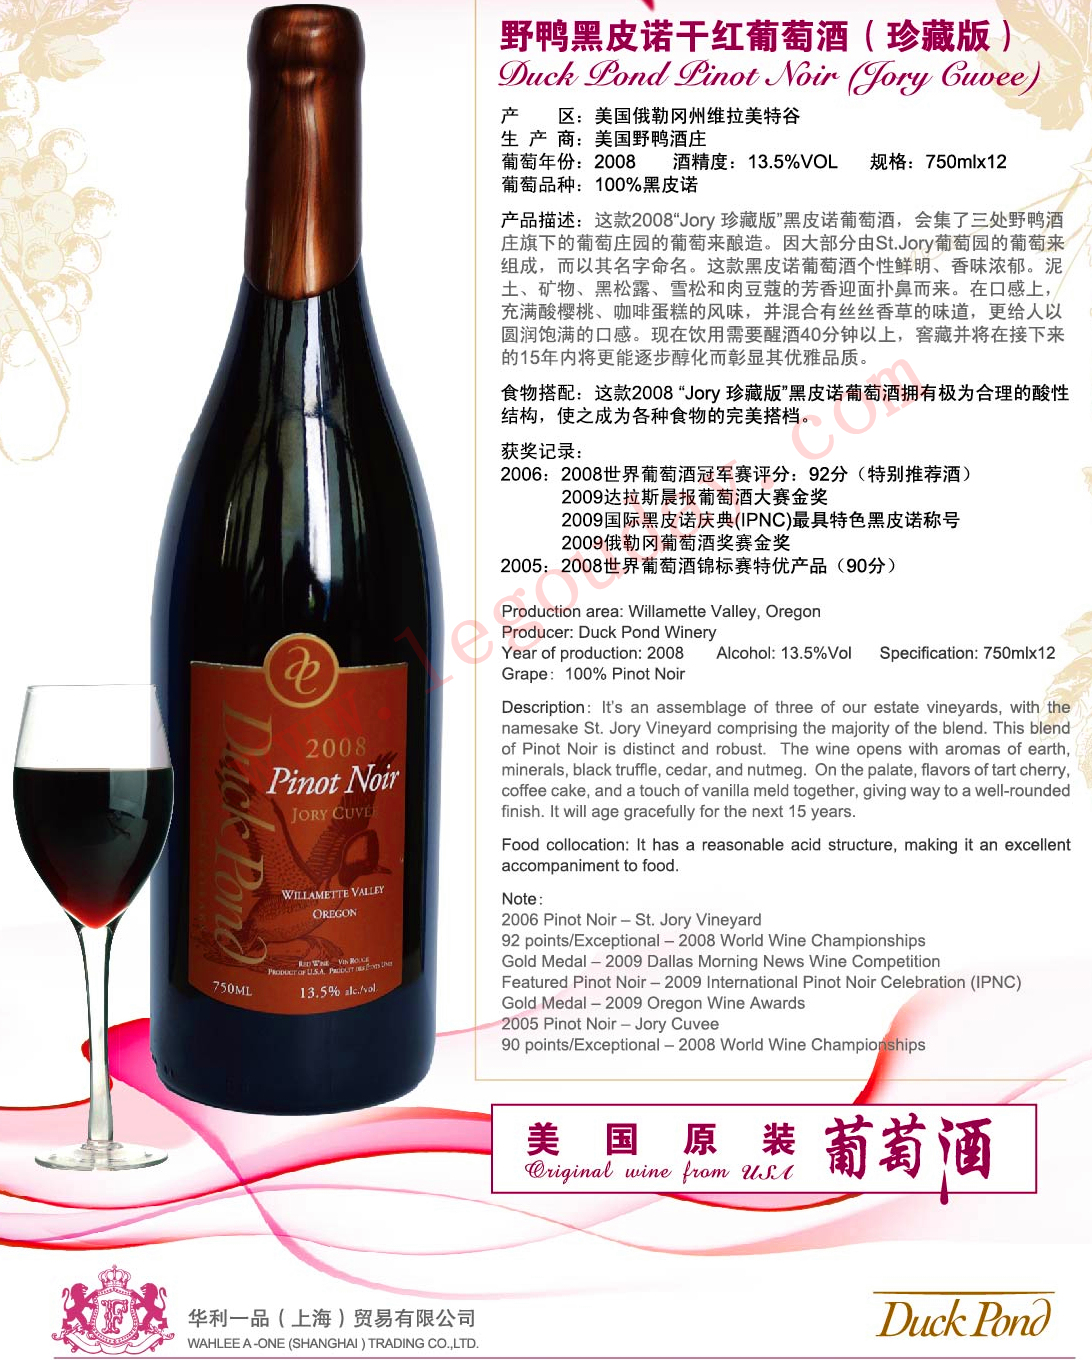 野鸭黑皮诺干红葡萄酒（珍藏版）
Duck Pond Pinot Noir (Jory Cuvee)
产 区：美国俄勒冈州维拉美特谷
生 产 商：美国野鸭酒庄
葡萄年份：2008 酒精度：13.5%VOL 规格：750mlx12
葡萄品种：100%黑皮诺
产品描述：这款2008“Jory 珍藏版”黑皮诺葡萄酒，会集了三处野鸭酒
庄旗下的葡萄庄园的葡萄来酿造。因大部分由St.Jory葡萄园的葡萄来
组成，而以其名字命名。这款黑皮诺葡萄酒个性鲜明、香味浓郁。泥
土、矿物、黑松露、雪松和肉豆蔻的芳香迎面扑鼻而来。在口感上，
充满酸樱桃、咖啡蛋糕的风味，并混合有丝丝香草的味道，更给人以
圆润饱满的口感。现在饮用需要醒酒40分钟以上，窖藏并将在接下来
的15年内将更能逐步醇化而彰显其优雅品质。
食物搭配：这款2008 “Jory 珍藏版”黑皮诺葡萄酒拥有极为合理的酸性
结构，使之成为各种食物的完美搭档。
获奖记录：
2006：2008世界葡萄酒冠军赛评分：92分（特别推荐酒）
2009达拉斯晨报葡萄酒大赛金奖
2009国际黑皮诺庆典(IPNC)最具特色黑皮诺称号
2009俄勒冈葡萄酒奖赛金奖
2005：2008世界葡萄酒锦标赛特优产品（90分）
Production area: Willamette Valley, Oregon
Producer: Duck Pond Winery
Year of production: 2008 Alcohol: 13.5%Vol Specification: 750mlx12
Grape： 100% Pinot Noir
Description： It’s an assemblage of three of our estate vineyards, with the
namesake St. Jory Vineyard comprising the majority of the blend. This blend
of Pinot Noir is distinct and robust. The wine opens with aromas of earth,
minerals, black truffle, cedar, and nutmeg. On the palate, flavors of tart cherry,
coffee cake, and a touch of vanilla meld together, giving way to a well-rounded
finish. It will age gracefully for the next 15 years.
Food collocation: It has a reasonable acid structure, making it an excellent
accompaniment to food.
Note：
2006 Pinot Noir – St. Jory Vineyard
92 points/Exceptional – 2008 World Wine Championships
Gold Medal – 2009 Dallas Morning News Wine Competition
Featured Pinot Noir – 2009 International Pinot Noir Celebration (IPNC)
Gold Medal – 2009 Oregon Wine Awards
2005 Pinot Noir – Jory Cuvee
90 points/Exceptional – 2008 World Wine Championships
www.legouday.com
Duck Pond
2008
Pinot Noir
JORY CUVÉE
WILLAMETTE VALLEY
OREGON
RED WINE VIN ROUGE
PRODUCT OF U.S.A. PRODUIT DES ÉTATS UNIS
750ML 13.5% alc./vol.
美国原装 葡萄酒
Original wine from USA
F
华利一品（上海）贸易有限公司
WAHLEE A -ONE (SHANGHAI ) TRADING CO.,LTD.
Duck Pond